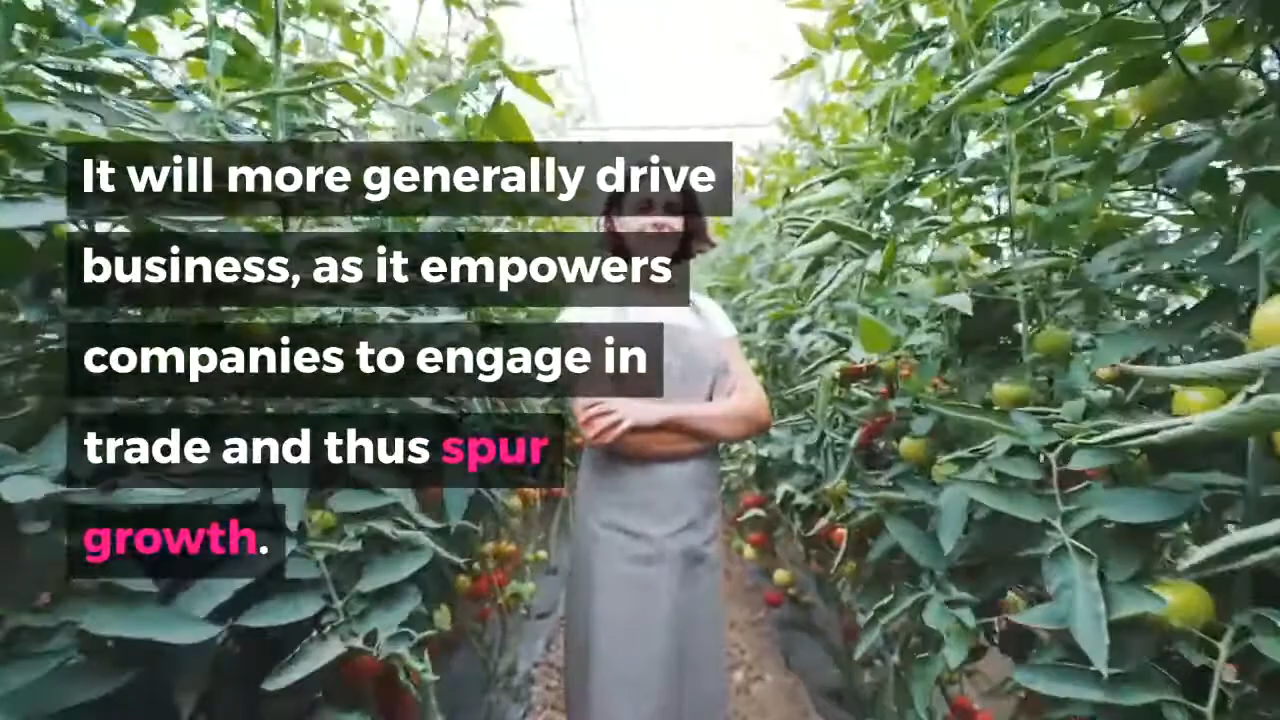 It will more generally drive
business, as it empowers
companies to engage in
trade and thus spur
growth.